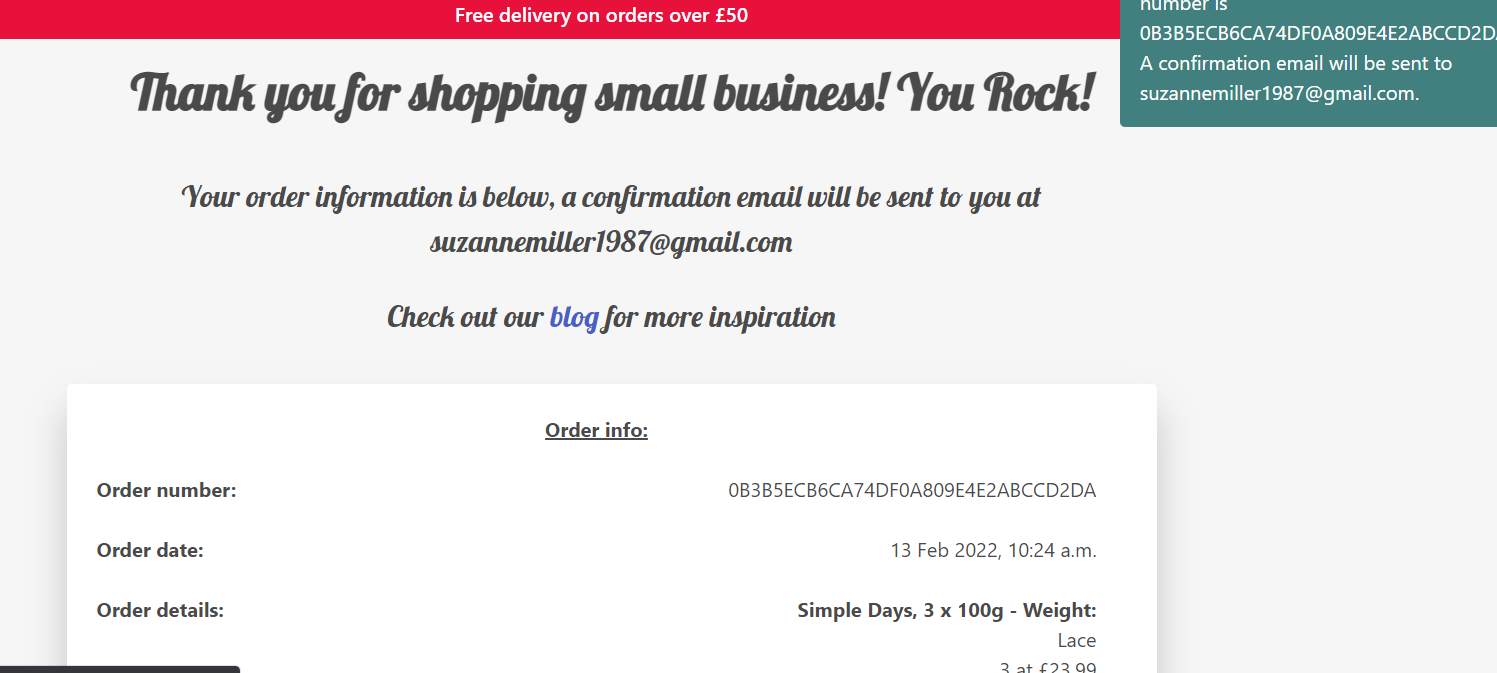 Free delivery on orders over £50
number is
0B3B5ECB6CA74DF0A809E4E2ABCCD2DA
A confirmation email will be sent to
suzannemiller1987@gmail.com.
Thank you for shopping small business! You Rock!
Your order information is below, a confirmation email will be sent to you at
suzannemiller1987@gmail.com
Check out our blog for more inspiration
Order info:
Order number: 0B3B5ECB6CA74DF0A809E4E2ABCCD2DA
Order date: 13 Feb 2022, 10:24 a.m.
Order details: Simple Days, 3 x 100g - Weight:
Lace
3 at £23.99